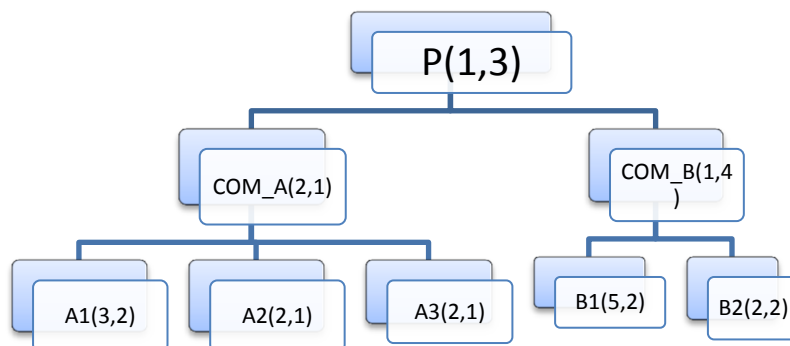 P(1,3)
COM_A(2,1)
COM_B(1,4
)
A1(3,2)
A2(2,1)
A3(2,1)
B1(5,2)
B2(2,2)